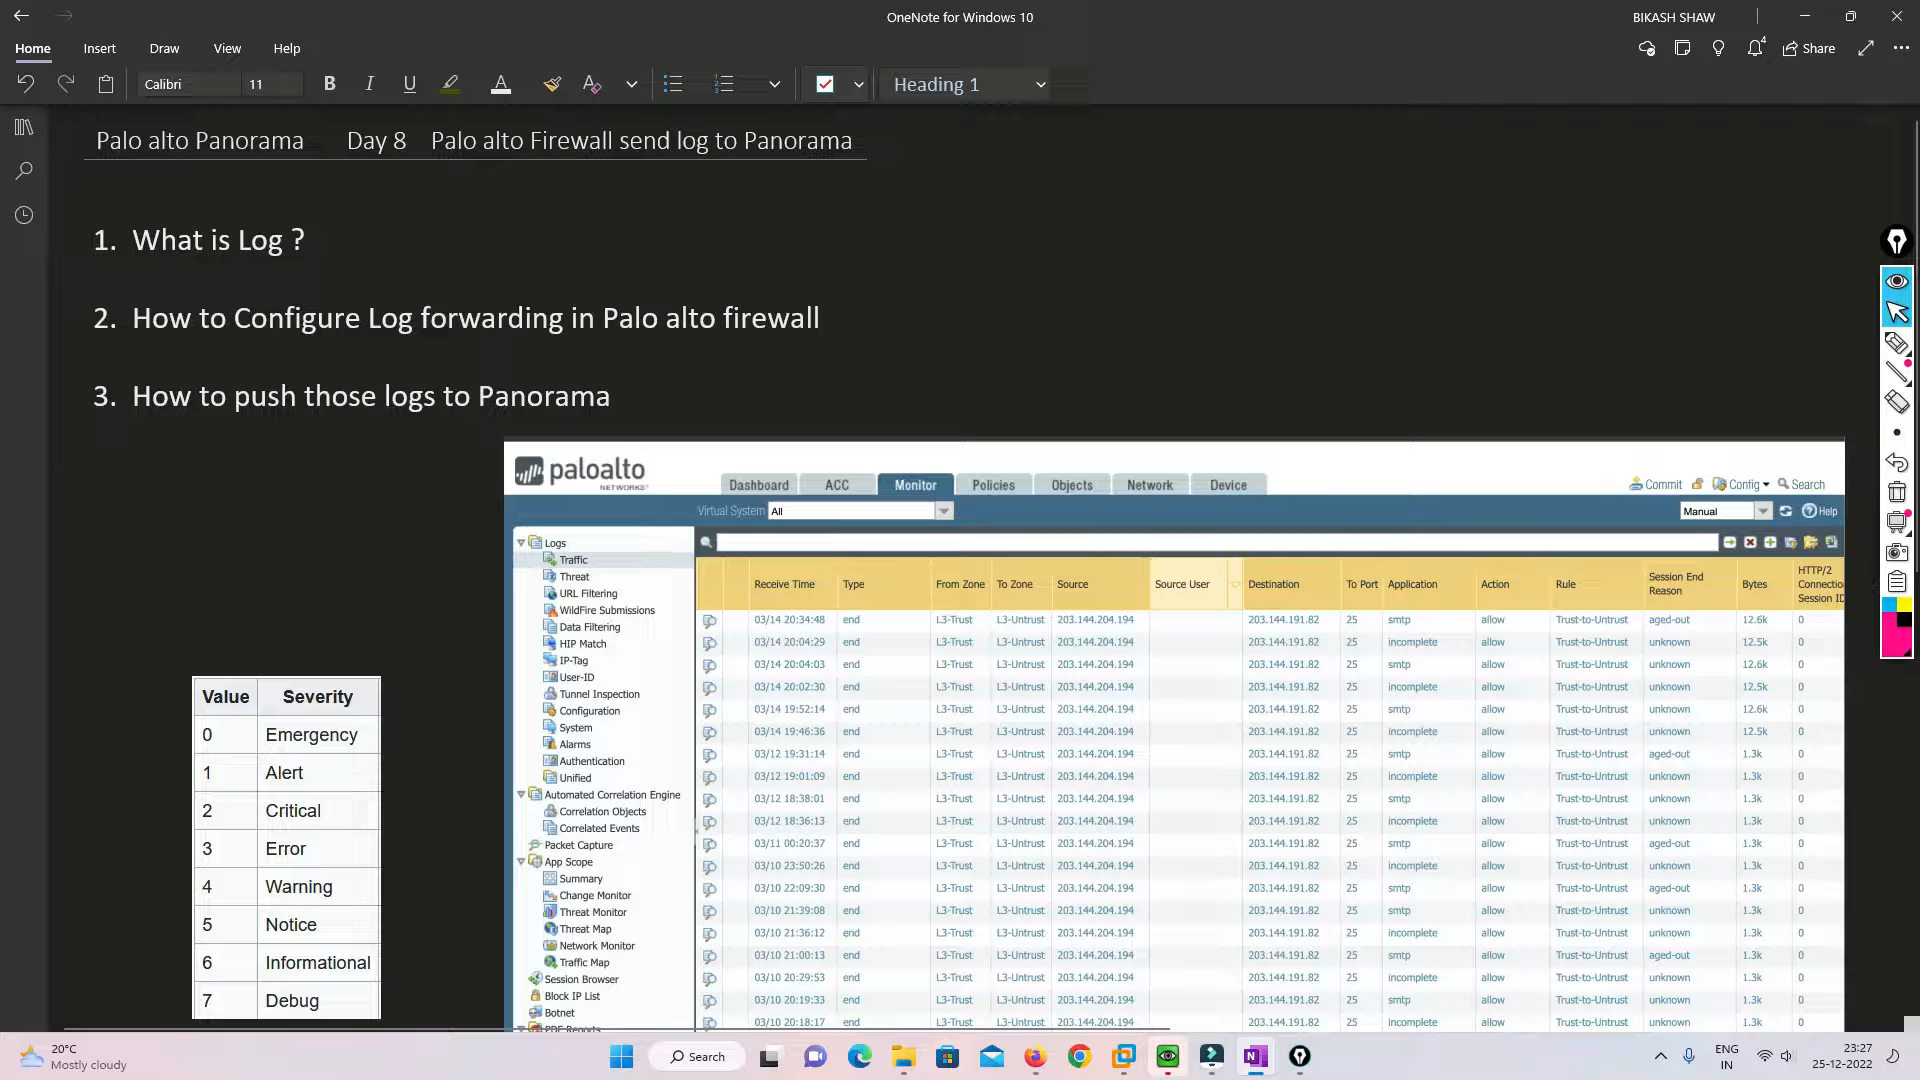 OneNote for Windows 10
BIKASH SHAW
Home Insert Draw View Help
4
Share
Calibri 11 B I U A A Heading 1
Palo alto Panorama Day 8 Palo alto Firewall send log to Panorama
1. What is Log ?
2. How to Configure Log forwarding in Palo alto firewall
3. How to push those logs to Panorama
Value Severity
0 Emergency
1 Alert
2 Critical
3 Error
4 Warning
5 Notice
6 Informational
7 Debug
paloalto
NETWORKS
Dashboard ACC Monitor Policies Objects Network Device
Commit Config Search
Virtual System All
Manual Help
Logs
Traffic
Threat
URL Filtering
WildFire Submissions
Data Filtering
HIP Match
IP-Tag
User-ID
Tunnel Inspection
Configuration
System
Alarms
Authentication
Unified
Automated Correlation Engine
Correlation Objects
Correlated Events
Packet Capture
App Scope
Summary
Change Monitor
Threat Monitor
Threat Map
Network Monitor
Traffic Map
Session Browser
Block IP List
Botnet
PDF Reports
Receive Time Type From Zone To Zone Source Source User Destination To Port Application Action Rule Session End Reason Bytes HTTP/2 Connectio Session ID
03/14 20:34:48 end L3-Trust L3-Untrust 203.144.204.194 203.144.191.82 25 smtp allow Trust-to-Untrust aged-out 12.6k 0
03/14 20:04:29 end L3-Trust L3-Untrust 203.144.204.194 203.144.191.82 25 incomplete allow Trust-to-Untrust unknown 12.5k 0
03/14 20:04:03 end L3-Trust L3-Untrust 203.144.204.194 203.144.191.82 25 smtp allow Trust-to-Untrust unknown 12.6k 0
03/14 20:02:30 end L3-Trust L3-Untrust 203.144.204.194 203.144.191.82 25 incomplete allow Trust-to-Untrust unknown 12.5k 0
03/14 19:52:14 end L3-Trust L3-Untrust 203.144.204.194 203.144.191.82 25 smtp allow Trust-to-Untrust unknown 12.6k 0
03/14 19:46:36 end L3-Trust L3-Untrust 203.144.204.194 203.144.191.82 25 incomplete allow Trust-to-Untrust unknown 12.5k 0
03/12 19:31:14 end L3-Trust L3-Untrust 203.144.204.194 203.144.191.82 25 smtp allow Trust-to-Untrust aged-out 1.3k 0
03/12 19:01:09 end L3-Trust L3-Untrust 203.144.204.194 203.144.191.82 25 incomplete allow Trust-to-Untrust unknown 1.3k 0
03/12 18:38:01 end L3-Trust L3-Untrust 203.144.204.194 203.144.191.82 25 smtp allow Trust-to-Untrust aged-out 1.3k 0
03/12 18:36:13 end L3-Trust L3-Untrust 203.144.204.194 203.144.191.82 25 incomplete allow Trust-to-Untrust unknown 1.3k 0
03/11 00:20:37 end L3-Trust L3-Untrust 203.144.204.194 203.144.191.82 25 smtp allow Trust-to-Untrust aged-out 1.3k 0
03/10 23:50:26 end L3-Trust L3-Untrust 203.144.204.194 203.144.191.82 25 incomplete allow Trust-to-Untrust unknown 1.3k 0
03/10 22:09:30 end L3-Trust L3-Untrust 203.144.204.194 203.144.191.82 25 smtp allow Trust-to-Untrust aged-out 1.3k 0
03/10 21:39:08 end L3-Trust L3-Untrust 203.144.204.194 203.144.191.82 25 smtp allow Trust-to-Untrust unknown 1.3k 0
03/10 21:36:12 end L3-Trust L3-Untrust 203.144.204.194 203.144.191.82 25 incomplete allow Trust-to-Untrust unknown 1.3k 0
03/10 21:00:13 end L3-Trust L3-Untrust 203.144.204.194 203.144.191.82 25 smtp allow Trust-to-Untrust aged-out 1.3k 0
03/10 20:29:53 end L3-Trust L3-Untrust 203.144.204.194 203.144.191.82 25 incomplete allow Trust-to-Untrust unknown 1.3k 0
03/10 20:19:33 end L3-Trust L3-Untrust 203.144.204.194 203.144.191.82 25 smtp allow Trust-to-Untrust unknown 1.3k 0
03/10 20:18:17 end L3-Trust L3-Untrust 203.144.204.194 203.144.191.82 25 incomplete allow Trust-to-Untrust unknown 1.3k 0
20°C
Mostly cloudy
Search
ENG
IN
23:27
25-12-2022